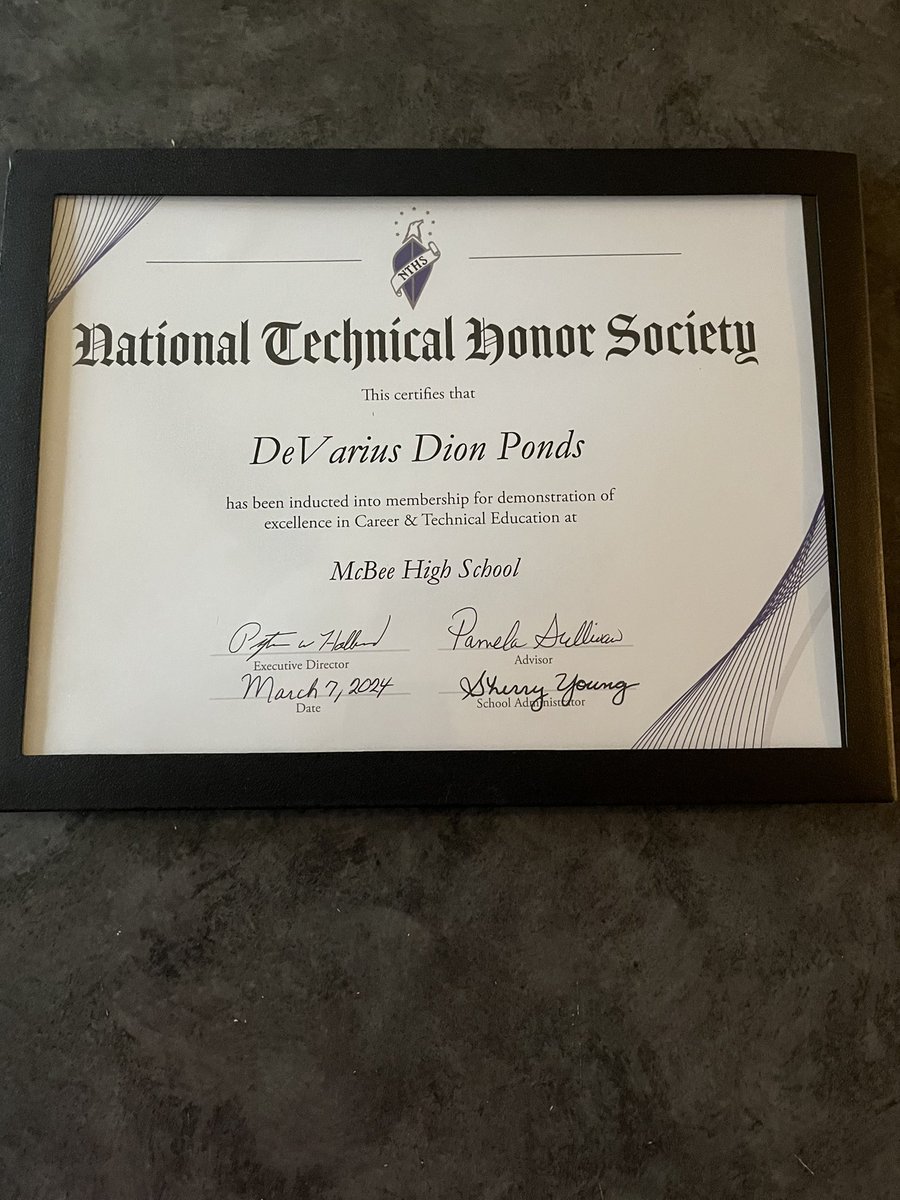 NTHS
National Technical Honor Society
This certifies that
DeVarius Dion Ponds
has been inducted into membership for demonstration of
excellence in Career & Technical Education at
McBee High School
Pamela Sullivan
Executive Director
Advisor
March 7, 2024
Sherry Young
Date
School Administrator